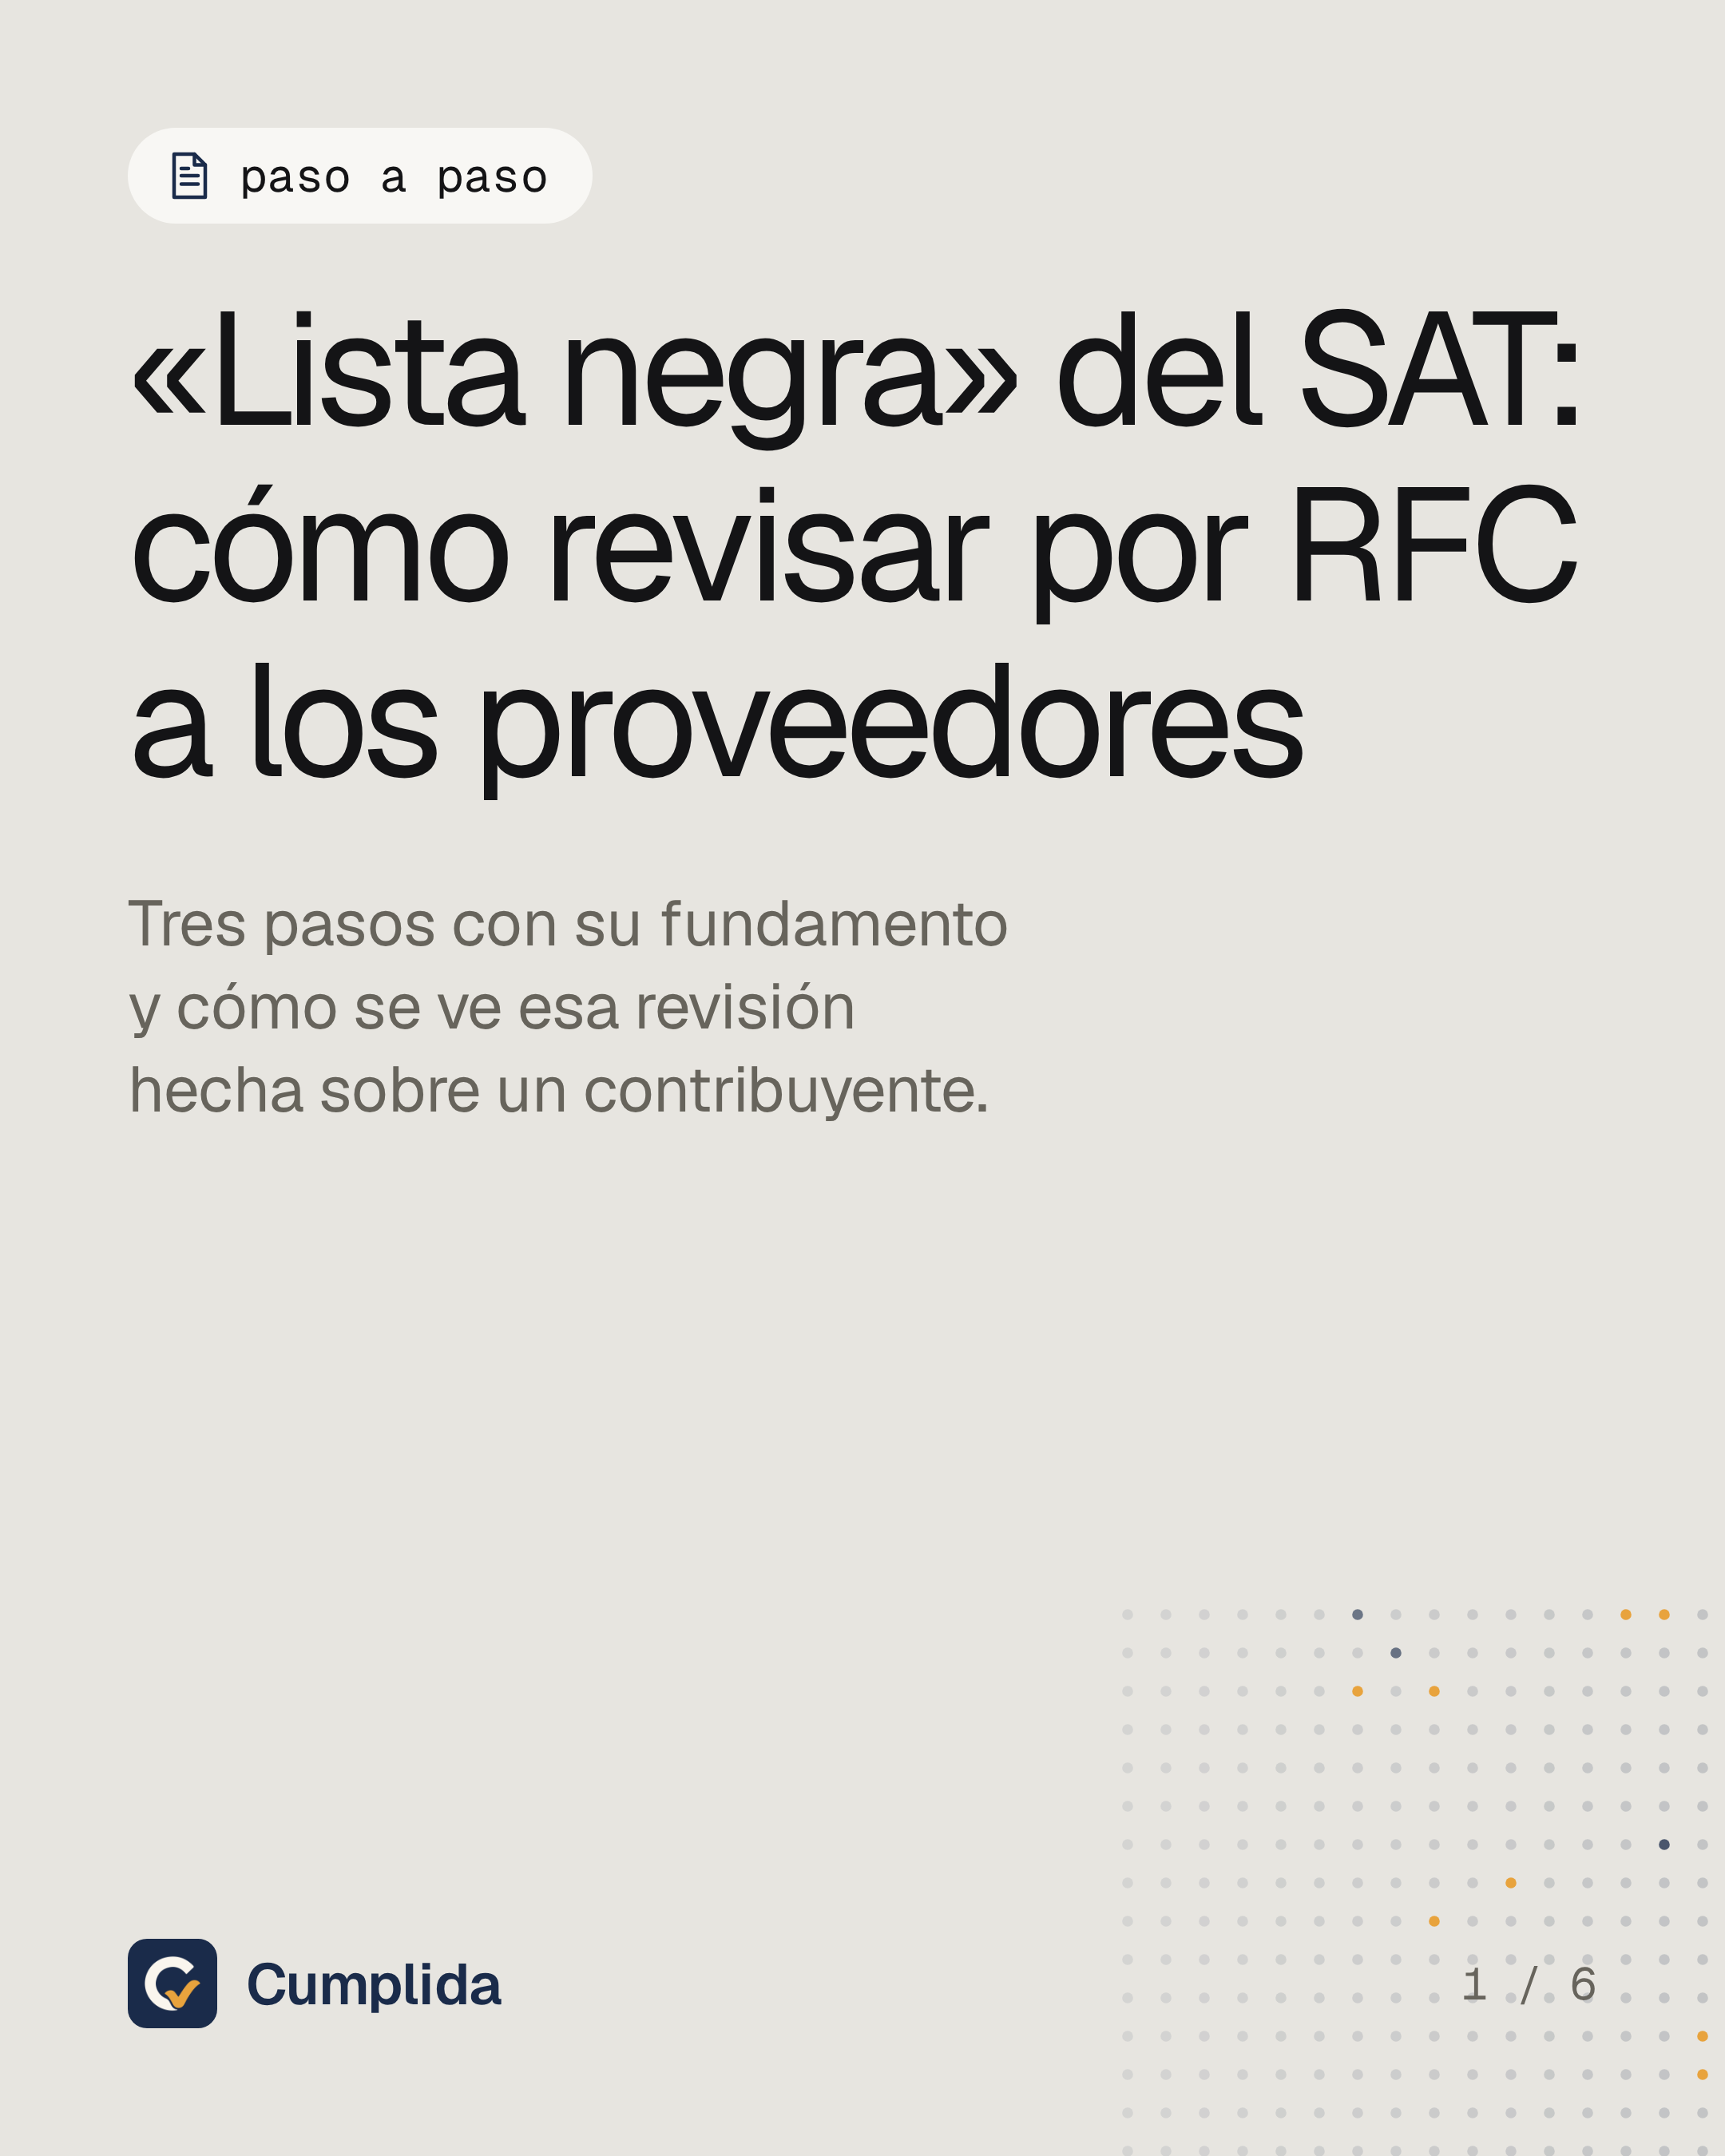 paso a paso
«Lista negra» del SAT:
cómo revisar por RFC
a los proveedores
Tres pasos con su fundamento
y cómo se ve esa revisión
hecha sobre un contribuyente.
Cumplida
1 / 6